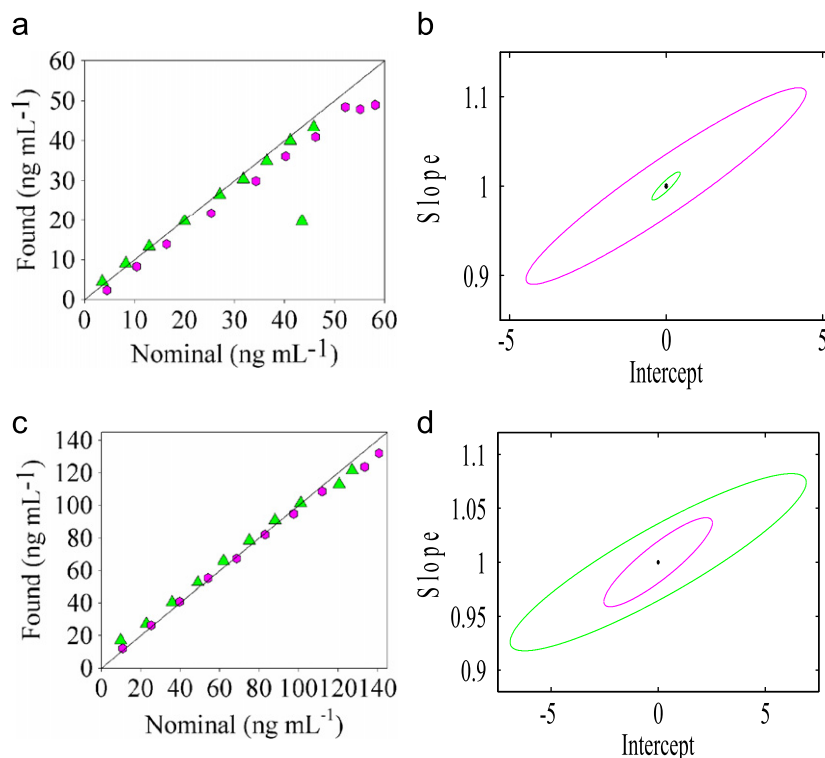 a
60
50
40
30
20
10
0
Found (ng mL-1)
0 10 20 30 40 50 60
Nominal (ng mL-1)
b
1.1
1
0.9
Slope
-5 0 5
Intercept
c
140
120
100
80
60
40
20
0
Found (ng mL-1)
0 20 40 60 80 100120140
Nominal (ng mL-1)
d
1.1
1.05
1
0.95
0.9
Slope
-5 0 5
Intercept